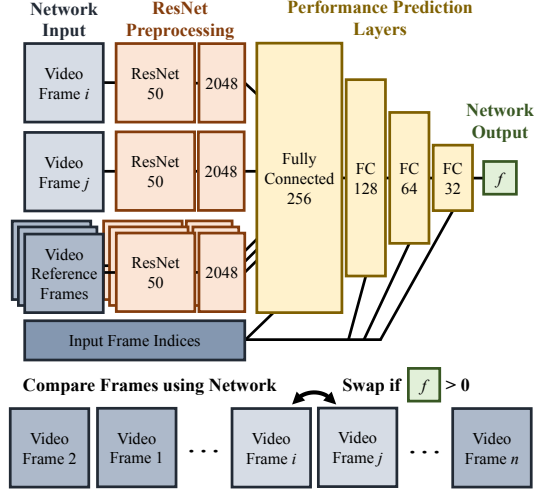 Network
Input
ResNet
Preprocessing
Performance Prediction
Layers
Video
Frame i
ResNet
50
2048
Video
Frame j
ResNet
50
2048
Video
Reference
Frames
ResNet
50
2048
Input Frame Indices
Fully
Connected
256
FC
128
FC
64
FC
32
Network
Output
f
Compare Frames using Network
Swap if f > 0
Video
Frame 2
Video
Frame 1
. . .
Video
Frame i
Video
Frame j
. . .
Video
Frame n